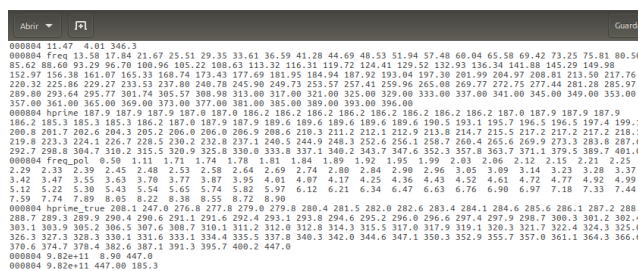 Abrir
Guarda
000804 11.47 4.01 346.3
000804 freq 13.58 17.84 21.67 25.51 29.35 33.61 36.59 41.28 44.69 48.53 51.94 57.48 60.04 65.58 69.42 73.25 75.81 80.50
85.62 88.60 93.29 96.70 100.96 105.22 108.63 113.32 116.31 119.72 124.41 129.52 132.93 136.34 141.88 145.29 149.98
152.97 156.38 161.07 165.33 168.74 173.43 177.69 181.95 184.94 187.92 193.04 197.30 201.99 204.97 208.81 213.50 217.76
220.32 225.86 229.27 233.53 237.80 240.78 245.90 249.73 253.57 257.41 259.96 265.08 269.77 272.75 277.44 281.28 285.97
289.80 293.64 295.77 301.74 305.57 308.98 313.00 317.00 321.00 325.00 329.00 333.00 337.00 341.00 345.00 349.00 353.00
357.00 361.00 365.00 369.00 373.00 377.00 381.00 385.00 389.00 393.00 396.00
000804 hprime 187.9 187.9 187.9 187.0 187.0 186.2 186.2 186.2 186.2 186.2 186.2 186.2 187.0 187.9 187.9 187.9
186.2 185.3 185.3 185.3 186.2 187.0 187.9 187.9 189.6 189.6 189.6 189.6 189.6 190.5 193.1 195.7 196.5 196.5 197.4 199.1
200.8 201.7 202.6 204.3 205.2 206.0 206.0 206.9 208.6 210.3 211.2 212.1 212.9 213.8 214.7 215.5 217.2 217.2 217.2 218.1
219.8 223.3 224.1 226.7 228.5 230.2 232.8 237.1 240.5 244.9 248.3 252.6 256.1 258.7 260.4 265.6 269.9 273.3 283.8 287.2
292.7 298.8 304.7 310.2 315.5 320.9 325.8 330.0 333.8 337.1 340.2 343.7 347.6 352.3 357.8 363.7 371.1 379.5 389.7 401.0
000804 freq_pol 0.50 1.11 1.71 1.74 1.78 1.81 1.84 1.89 1.92 1.95 1.99 2.03 2.06 2.12 2.15 2.21 2.25
2.29 2.33 2.39 2.45 2.48 2.53 2.58 2.64 2.69 2.74 2.80 2.84 2.90 2.96 3.05 3.09 3.14 3.23 3.28 3.37
3.42 3.47 3.55 3.63 3.70 3.77 3.87 3.95 4.01 4.07 4.17 4.25 4.36 4.43 4.52 4.61 4.72 4.77 4.92 4.99
5.12 5.22 5.30 5.43 5.54 5.65 5.74 5.82 5.97 6.12 6.21 6.34 6.47 6.63 6.76 6.90 6.97 7.18 7.33 7.44
7.59 7.74 7.89 8.05 8.22 8.38 8.55 8.72 8.90
000804 hprime_true 208.1 247.0 276.8 277.8 279.0 279.8 280.4 281.5 282.0 282.6 283.4 284.1 284.6 285.6 286.1 287.2 288.0
288.7 289.3 289.9 290.4 290.6 291.1 291.6 292.4 293.1 293.8 294.6 295.2 296.0 296.6 297.4 297.9 298.7 300.3 301.2 302.4
303.1 303.9 305.2 306.5 307.6 308.7 310.1 311.2 312.0 312.8 314.3 315.5 317.0 317.9 319.1 320.3 321.7 322.4 324.3 325.0
326.3 327.3 328.3 330.1 331.6 333.1 334.4 335.5 337.8 340.3 342.0 344.6 347.1 350.3 352.9 355.7 357.0 361.1 364.3 366.6
370.6 374.7 378.4 382.6 387.1 391.3 395.7 400.2 447.0
000804 9.82e+11 8.90 447.0
000804 9.82e+11 447.00 185.3